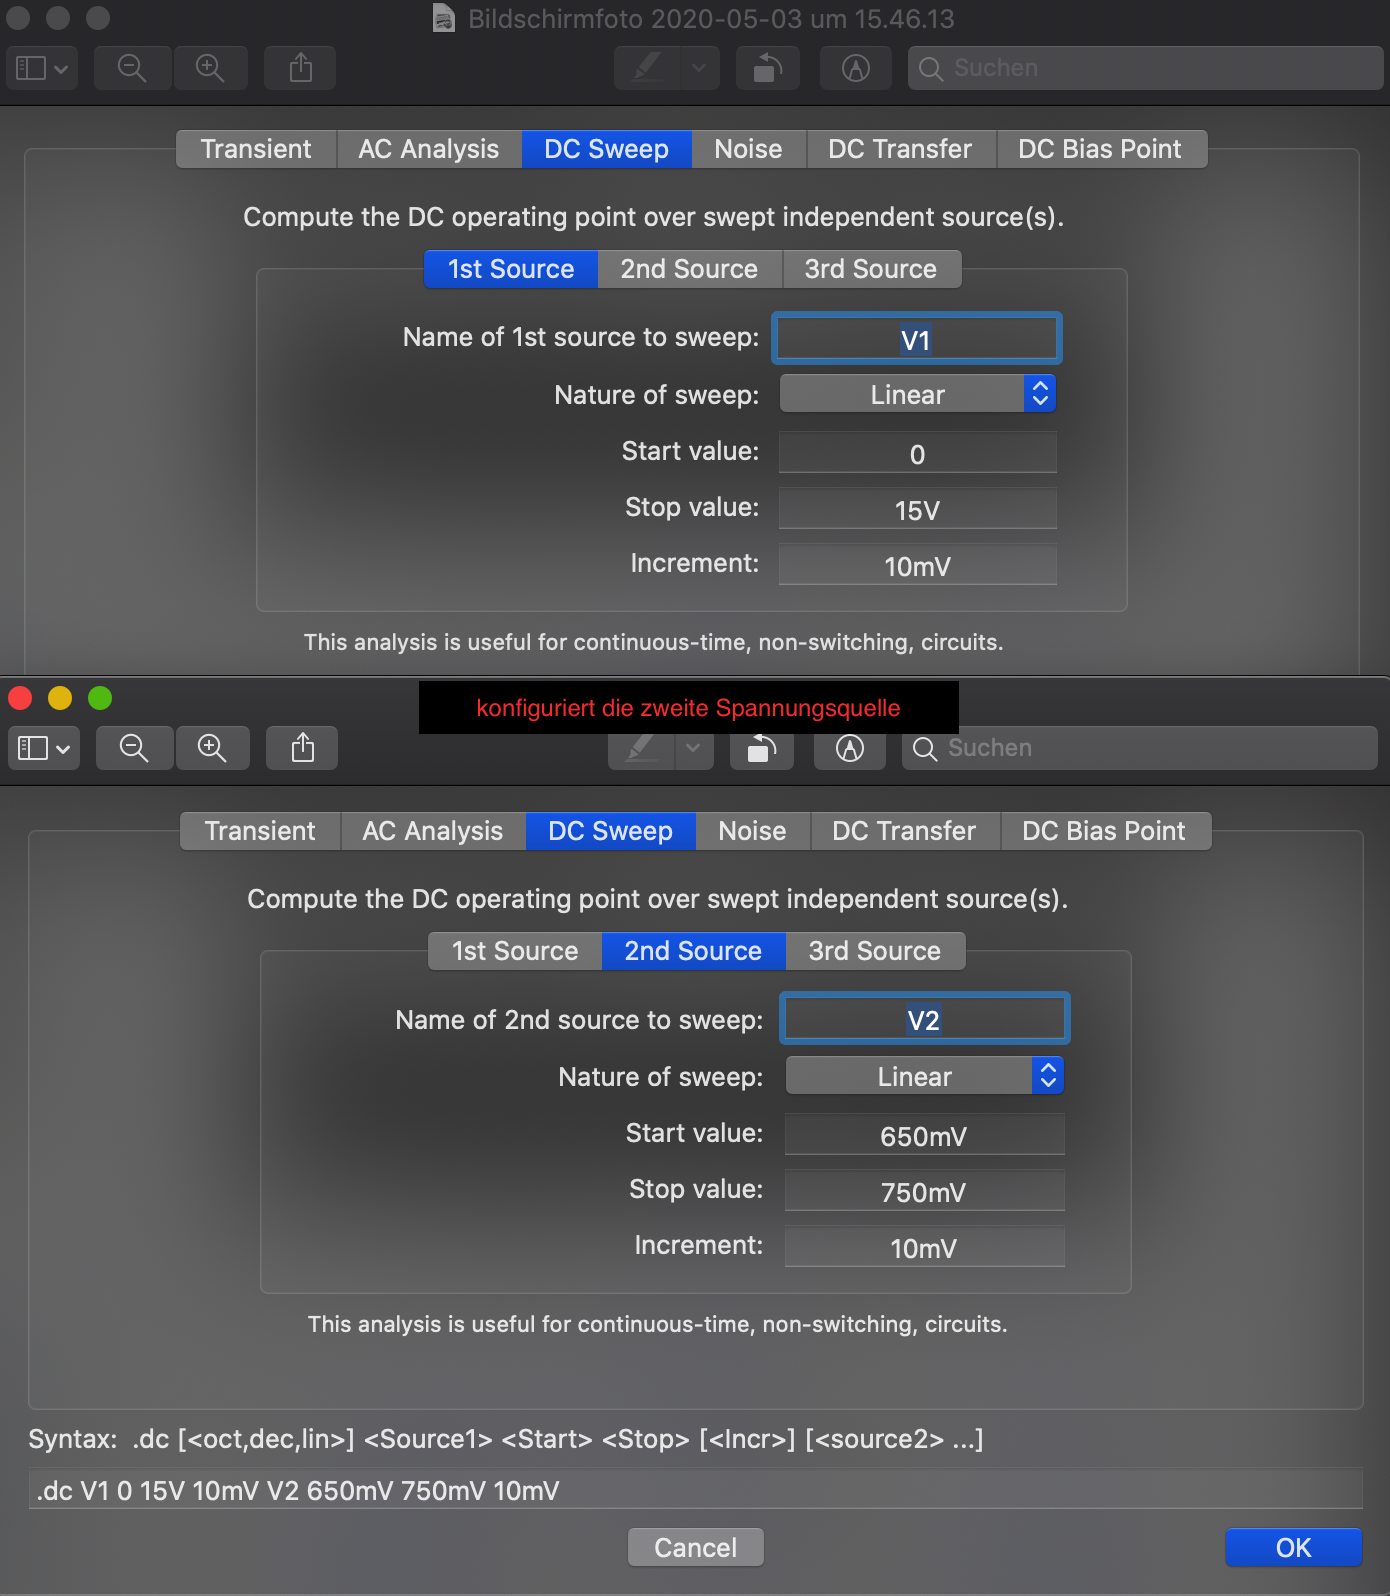 Bildschirmfoto 2020-05-03 um 15.46.13
Suchen
Transient AC Analysis DC Sweep Noise DC Transfer DC Bias Point
Compute the DC operating point over swept independent source(s).
1st Source 2nd Source 3rd Source
Name of 1st source to sweep: V1
Nature of sweep: Linear
Start value: 0
Stop value: 15V
Increment: 10mV
This analysis is useful for continuous-time, non-switching, circuits.
konfiguriert die zweite Spannungsquelle
Suchen
Transient AC Analysis DC Sweep Noise DC Transfer DC Bias Point
Compute the DC operating point over swept independent source(s).
1st Source 2nd Source 3rd Source
Name of 2nd source to sweep: V2
Nature of sweep: Linear
Start value: 650mV
Stop value: 750mV
Increment: 10mV
This analysis is useful for continuous-time, non-switching, circuits.
Syntax: .dc [<oct,dec,lin>] <Source1> <Start> <Stop> [<Incr>] [<source2> ...]
.dc V1 0 15V 10mV V2 650mV 750mV 10mV
Cancel OK